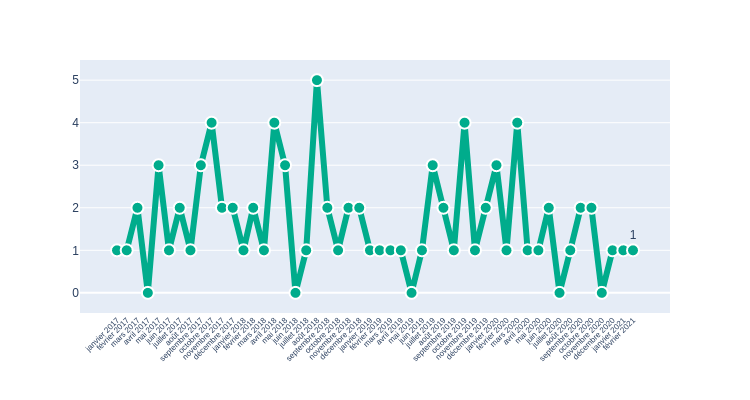 5
4
3
2
1
0
1
janvier 2017
février 2017
mars 2017
avril 2017
mai 2017
juin 2017
juillet 2017
août 2017
septembre 2017
octobre 2017
novembre 2017
décembre 2017
janvier 2018
février 2018
mars 2018
avril 2018
mai 2018
juin 2018
juillet 2018
août 2018
septembre 2018
octobre 2018
novembre 2018
décembre 2018
janvier 2019
février 2019
mars 2019
avril 2019
mai 2019
juin 2019
juillet 2019
août 2019
septembre 2019
octobre 2019
novembre 2019
décembre 2019
janvier 2020
février 2020
mars 2020
avril 2020
mai 2020
juin 2020
juillet 2020
août 2020
septembre 2020
octobre 2020
novembre 2020
décembre 2020
janvier 2021
février 2021